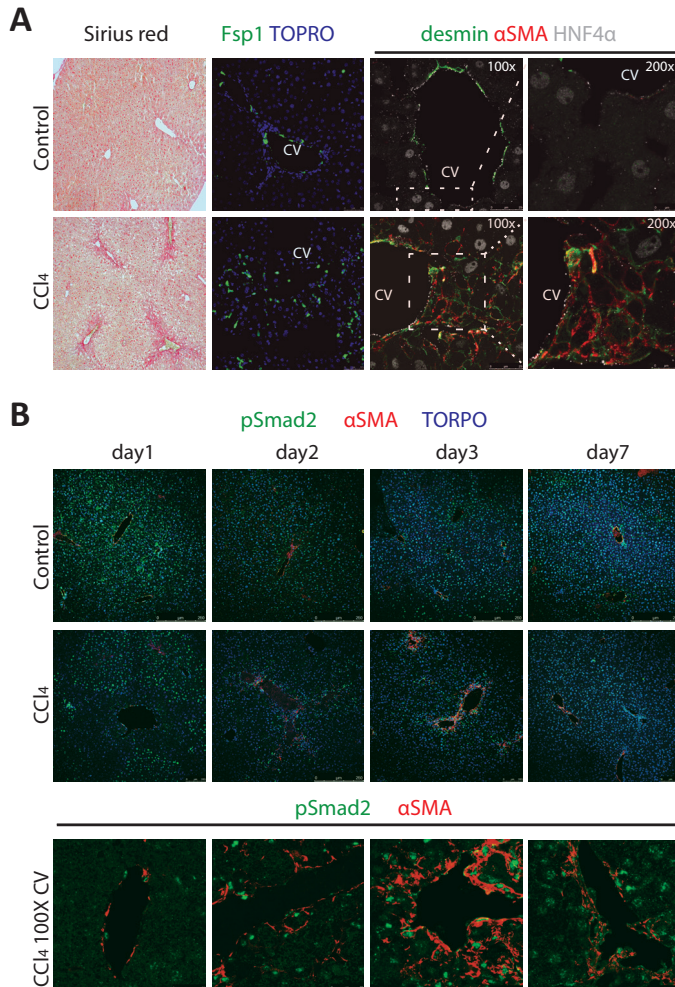 A
Sirius red Fsp1 TOPRO desmin αSMA HNF4α
Control
CV
100x
CV
200x
CV
CCl4
CV
100x
CV
200x
CV
B
pSmad2 αSMA TORPO
day1 day2 day3 day7
Control
CCl4
pSmad2 αSMA
CCl4 100X CV